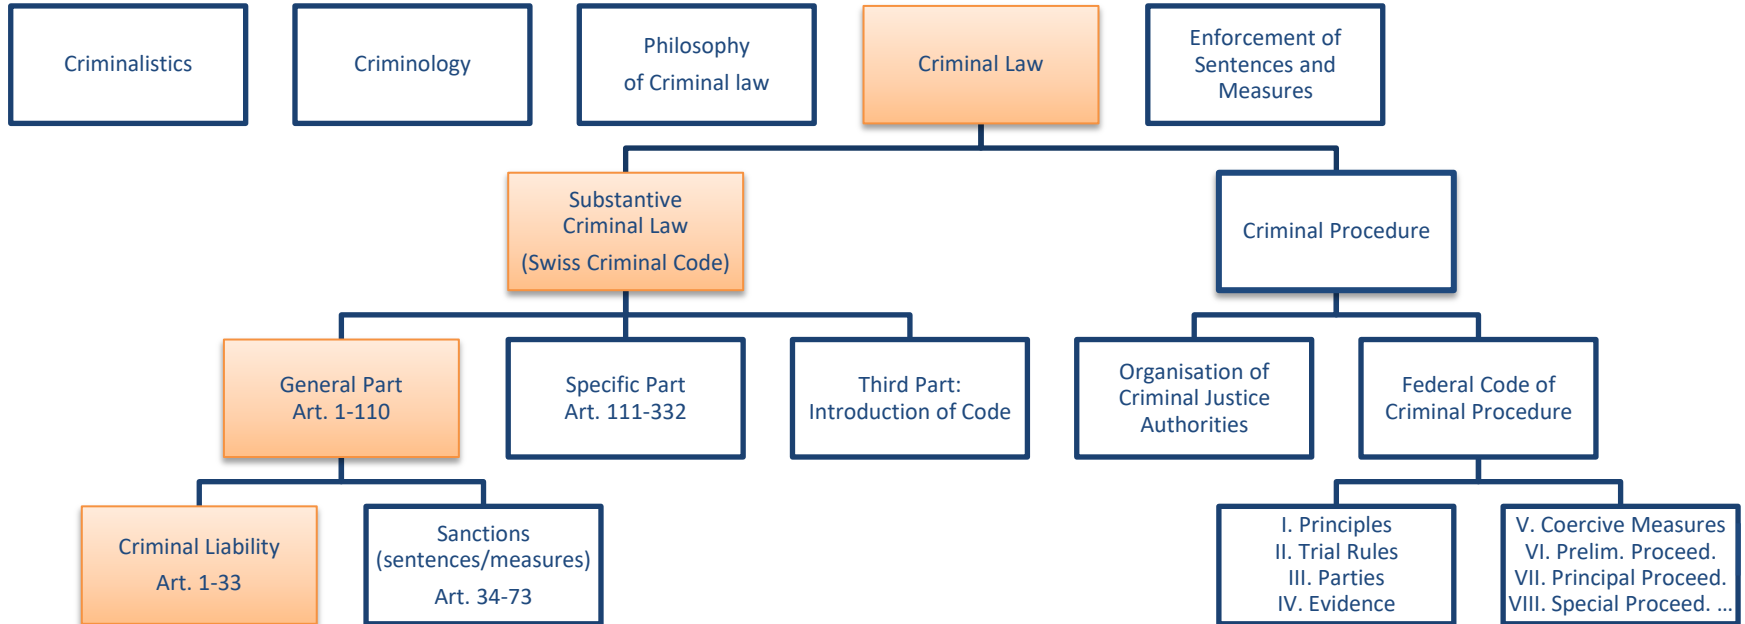 Criminalistics
Criminology
Philosophy
of Criminal law
Criminal Law
Enforcement of
Sentences and
Measures
Substantive
Criminal Law
(Swiss Criminal Code)
Criminal Procedure
General Part
Art. 1-110
Specific Part
Art. 111-332
Third Part:
Introduction of Code
Organisation of
Criminal Justice
Authorities
Federal Code of
Criminal Procedure
Criminal Liability
Art. 1-33
Sanctions
(sentences/measures)
Art. 34-73
I. Principles
II. Trial Rules
III. Parties
IV. Evidence
V. Coercive Measures
VI. Prelim. Proceed.
VII. Principal Proceed.
VIII. Special Proceed. ...